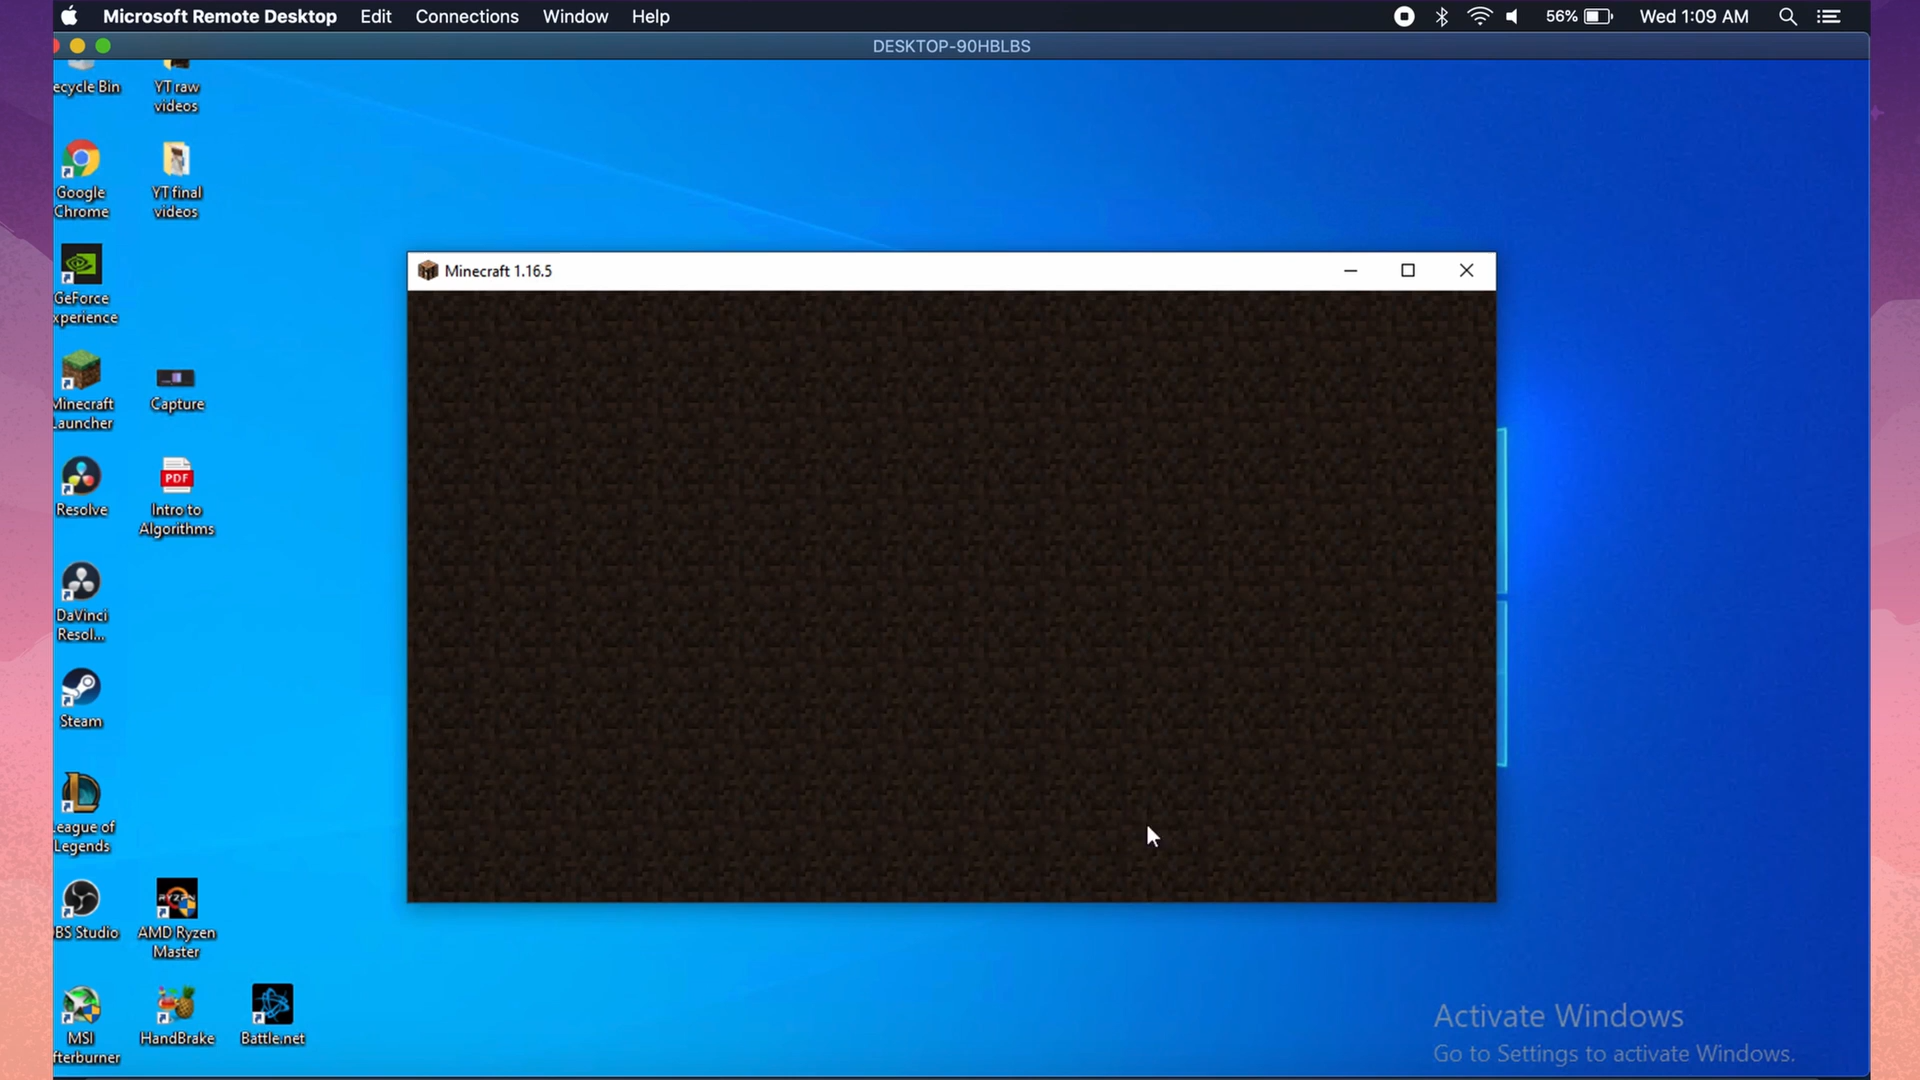 Microsoft Remote Desktop Edit Connections Window Help 56% Wed 1:09 AM
DESKTOP-90HBLBS
ecycle Bin
YT raw
videos
Google
Chrome
YT final
videos
GeForce
xperience
Minecraft
auncher
Capture
Resolve
PDF
Intro to
Algorithms
DaVinci
Resol...
Steam
eague of
Legends
BS Studio
RYZEN
AMD Ryzen
Master
MSI
fterburner
HandBrake
Battle.net
Minecraft 1.16.5
Activate Windows
Go to Settings to activate Windows.